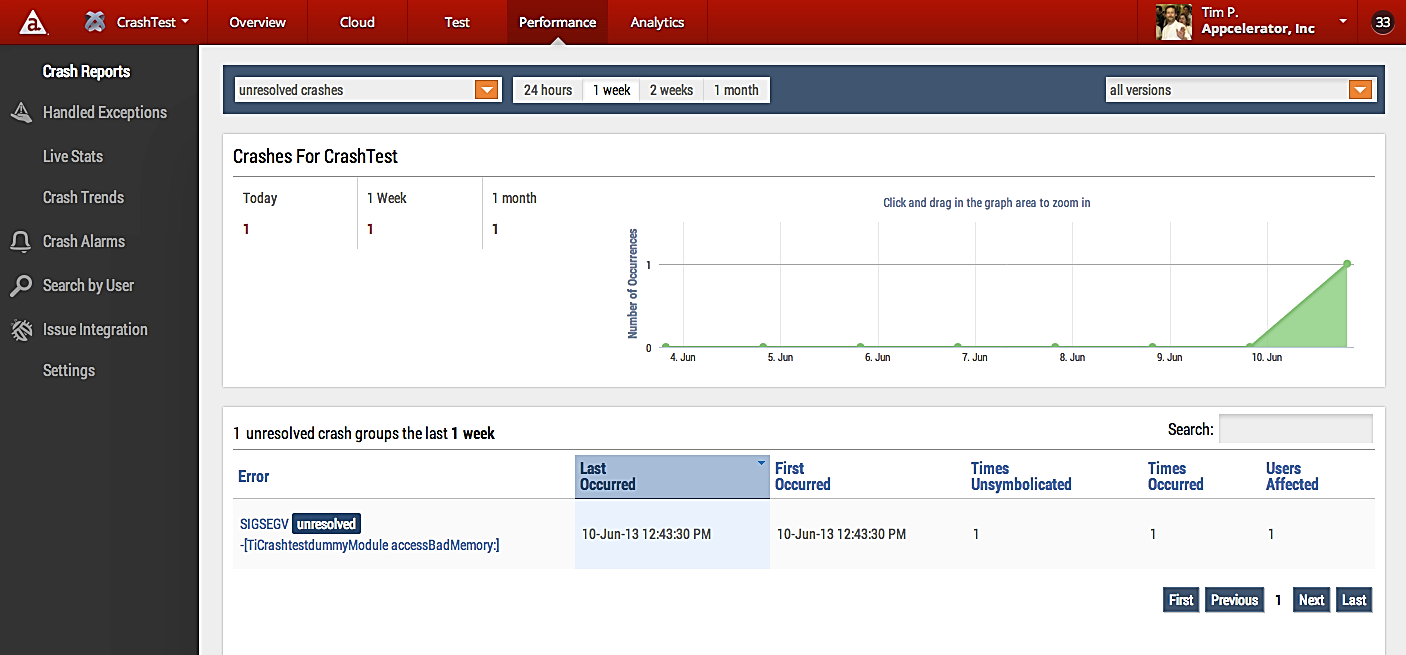 a.
CrashTest
Overview
Cloud
Test
Performance
Analytics
Tim P.
Appcelerator, Inc
33
Crash Reports
Handled Exceptions
Live Stats
Crash Trends
Crash Alarms
Search by User
Issue Integration
Settings
unresolved crashes
24 hours
1 week
2 weeks
1 month
all versions
Crashes For CrashTest
Today
1 Week
1 month
1
1
1
Click and drag in the graph area to zoom in
Number of Occurrences
1
0
4. Jun
5. Jun
6. Jun
7. Jun
8. Jun
9. Jun
10. Jun
1 unresolved crash groups the last 1 week
Search:
Error
Last
Occurred
First
Occurred
Times
Unsymbolicated
Times
Occurred
Users
Affected
SIGSEGV unresolved
-[TiCrashtestdummyModule accessBadMemory:]
10-Jun-13 12:43:30 PM
10-Jun-13 12:43:30 PM
1
1
1
First
Previous
1
Next
Last